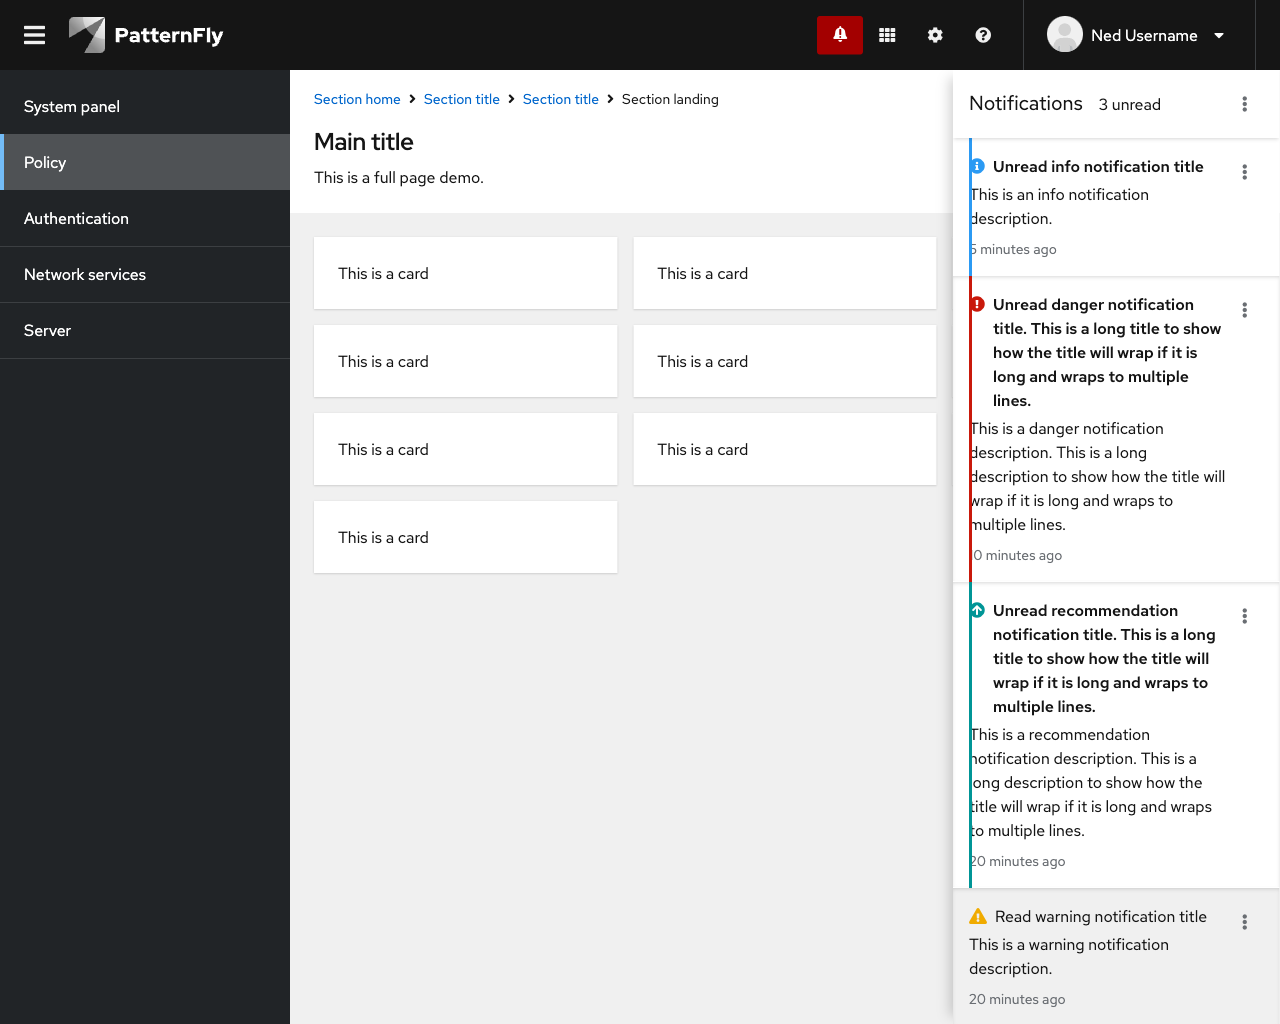 PatternFly
Ned Username
System panel
Policy
Authentication
Network services
Server
Section home > Section title > Section title > Section landing
Main title
This is a full page demo.
This is a card This is a card
This is a card This is a card
This is a card This is a card
This is a card
Notifications 3 unread
Unread info notification title
This is an info notification
description.
5 minutes ago
Unread danger notification
title. This is a long title to show
how the title will wrap if it is
long and wraps to multiple
lines.
This is a danger notification
description. This is a long
description to show how the title will
wrap if it is long and wraps to
multiple lines.
0 minutes ago
Unread recommendation
notification title. This is a long
title to show how the title will
wrap if it is long and wraps to
multiple lines.
This is a recommendation
notification description. This is a
long description to show how the
title will wrap if it is long and wraps
to multiple lines.
20 minutes ago
Read warning notification title
This is a warning notification
description.
20 minutes ago